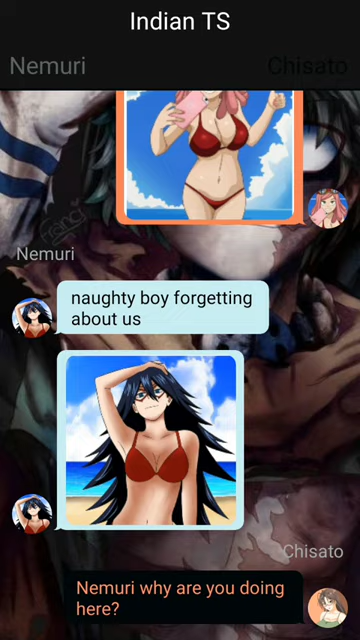 Indian TS
Nemuri
Chisato
Nemuri
naughty boy forgetting
about us
Chisato
Nemuri why are you doing
here?